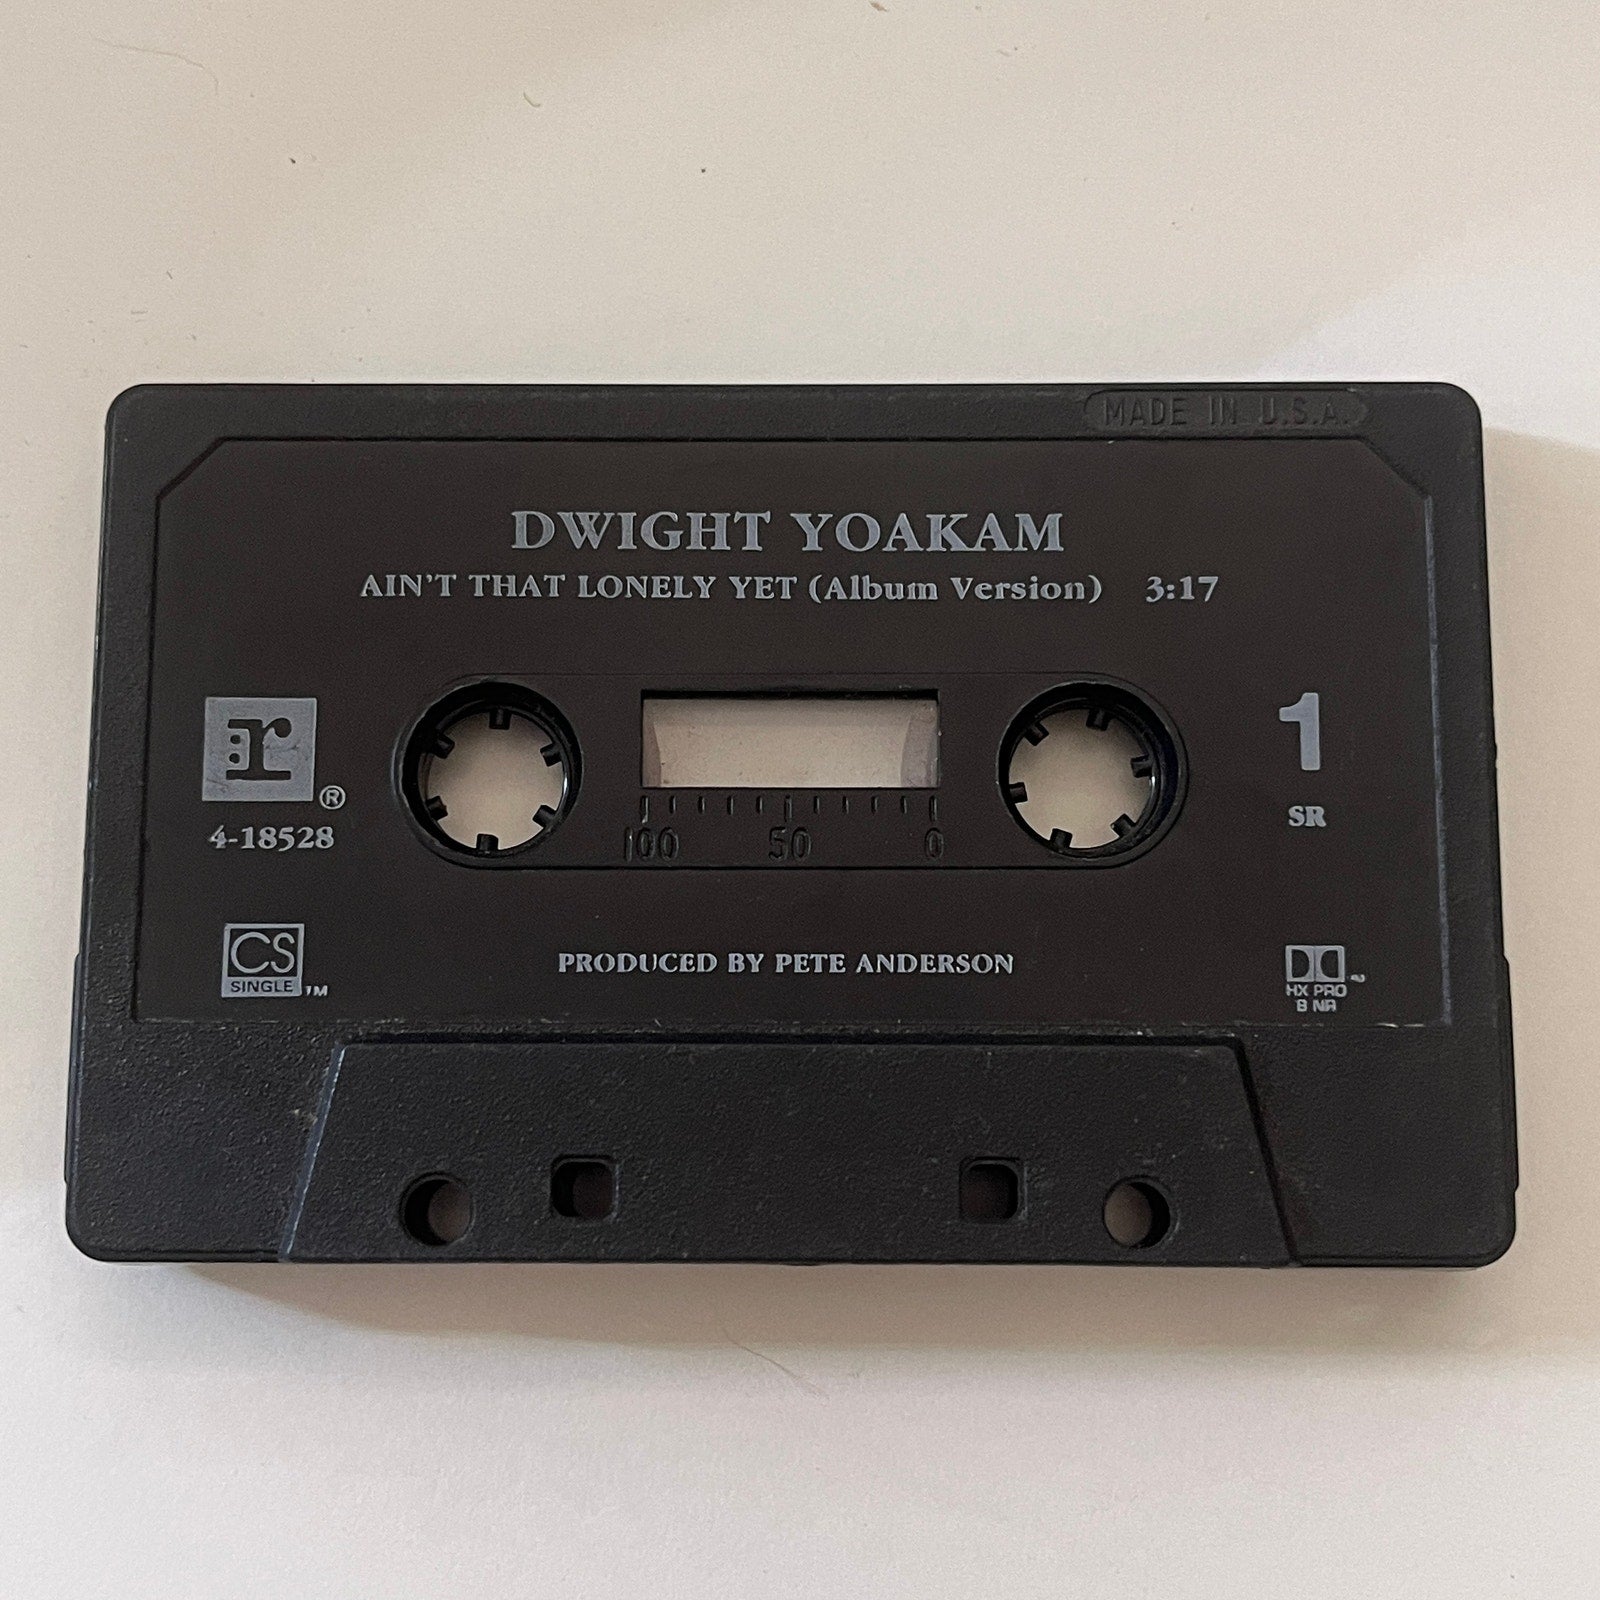 MADE IN U.S.A.
DWIGHT YOAKAM
AIN'T THAT LONELY YET (Album Version) 3:17
r
®
4-18528
1
SR
100 50 0
CS
SINGLE TM
PRODUCED BY PETE ANDERSON
HX PRO
B NR